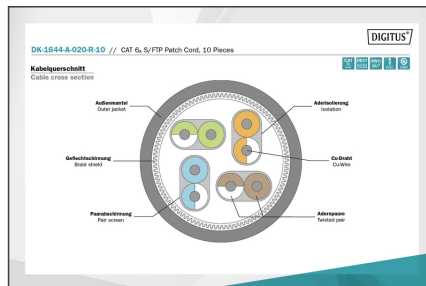 DIGITUS®
DK-1644-A-020-R-10 // CAT 6A S/FTP Patch Cord, 10 Pieces
Kabelquerschnitt
Cable cross section
Außenmantel
Outer jacket
Aderisolierung
Isolation
Geflechtschirmung
Braid shield
Cu-Draht
Cu-Wire
Paarabschirmung
Pair screen
Adernpaare
Twisted pair